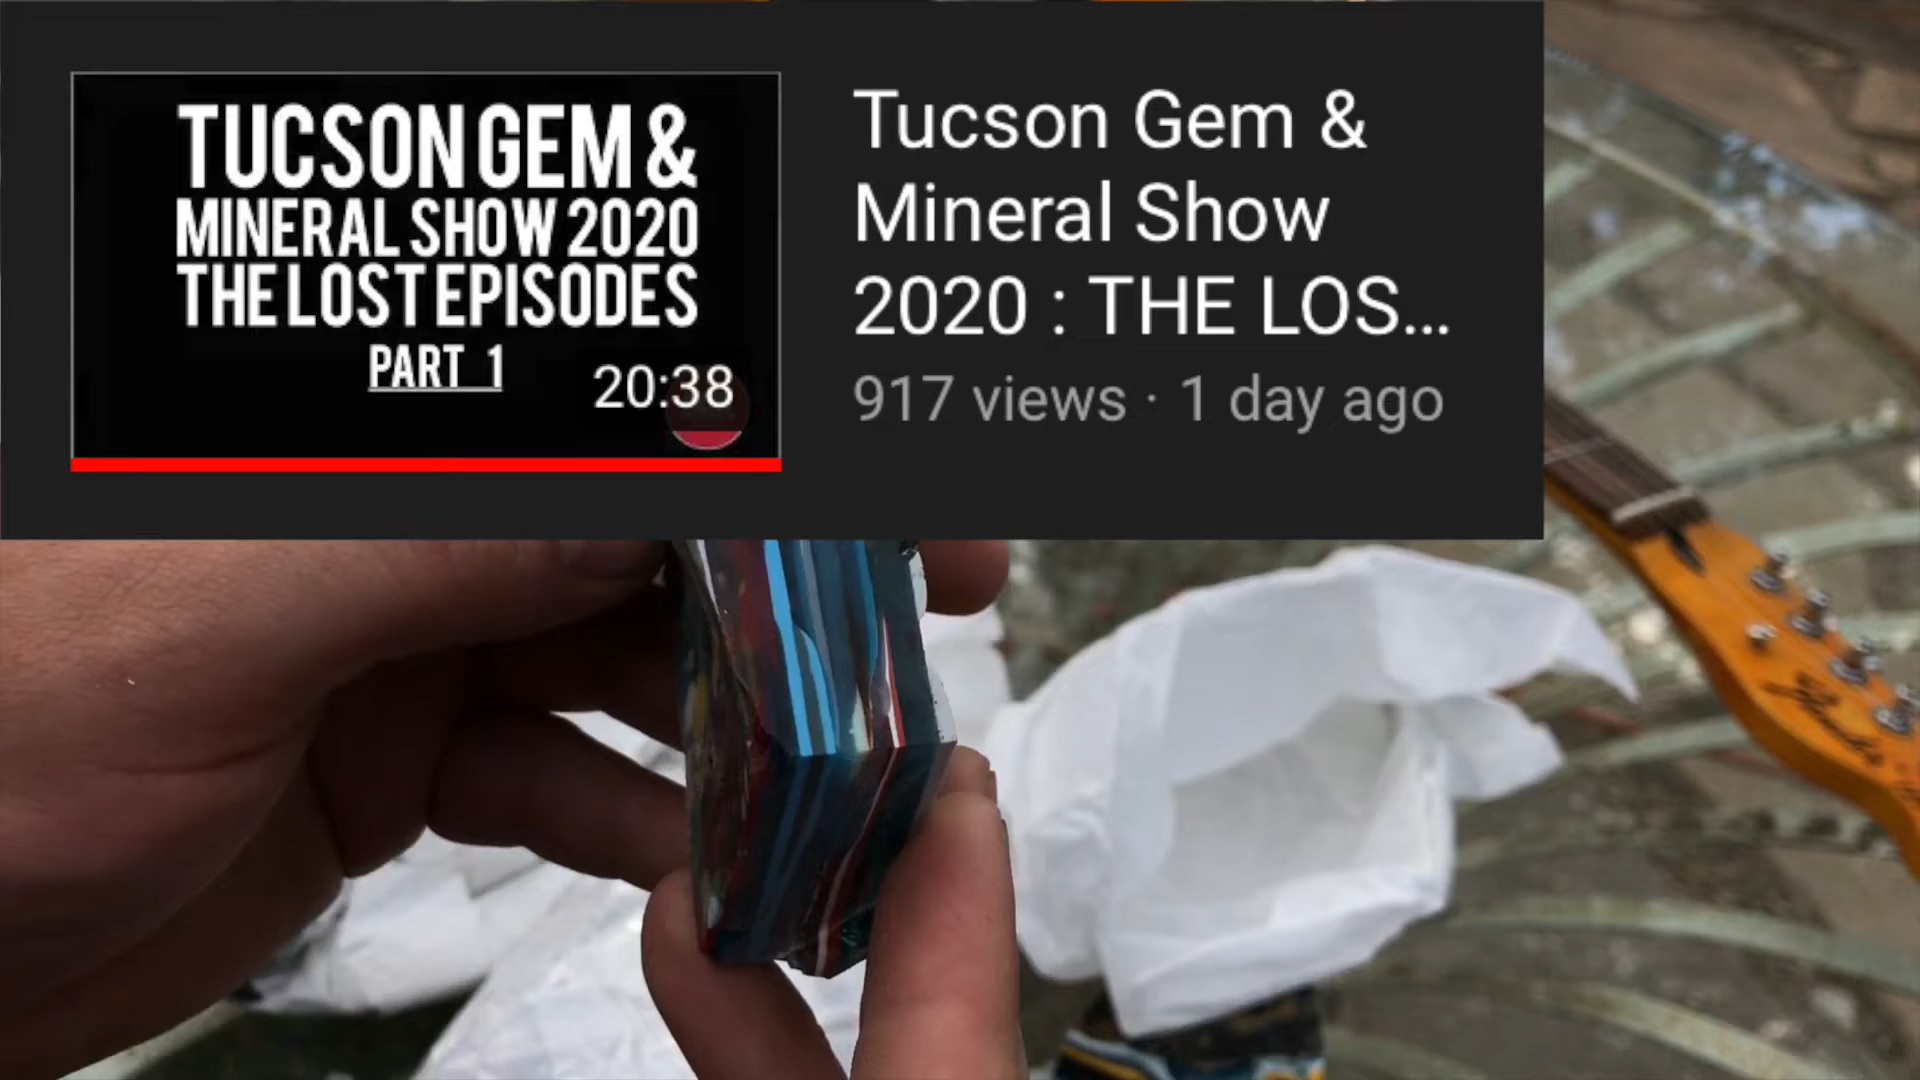 TUCSON GEM &
MINERAL SHOW 2020
THE LOST EPISODES
PART 1
20:38
Tucson Gem &
Mineral Show
2020 : THE LOS...
917 views · 1 day ago